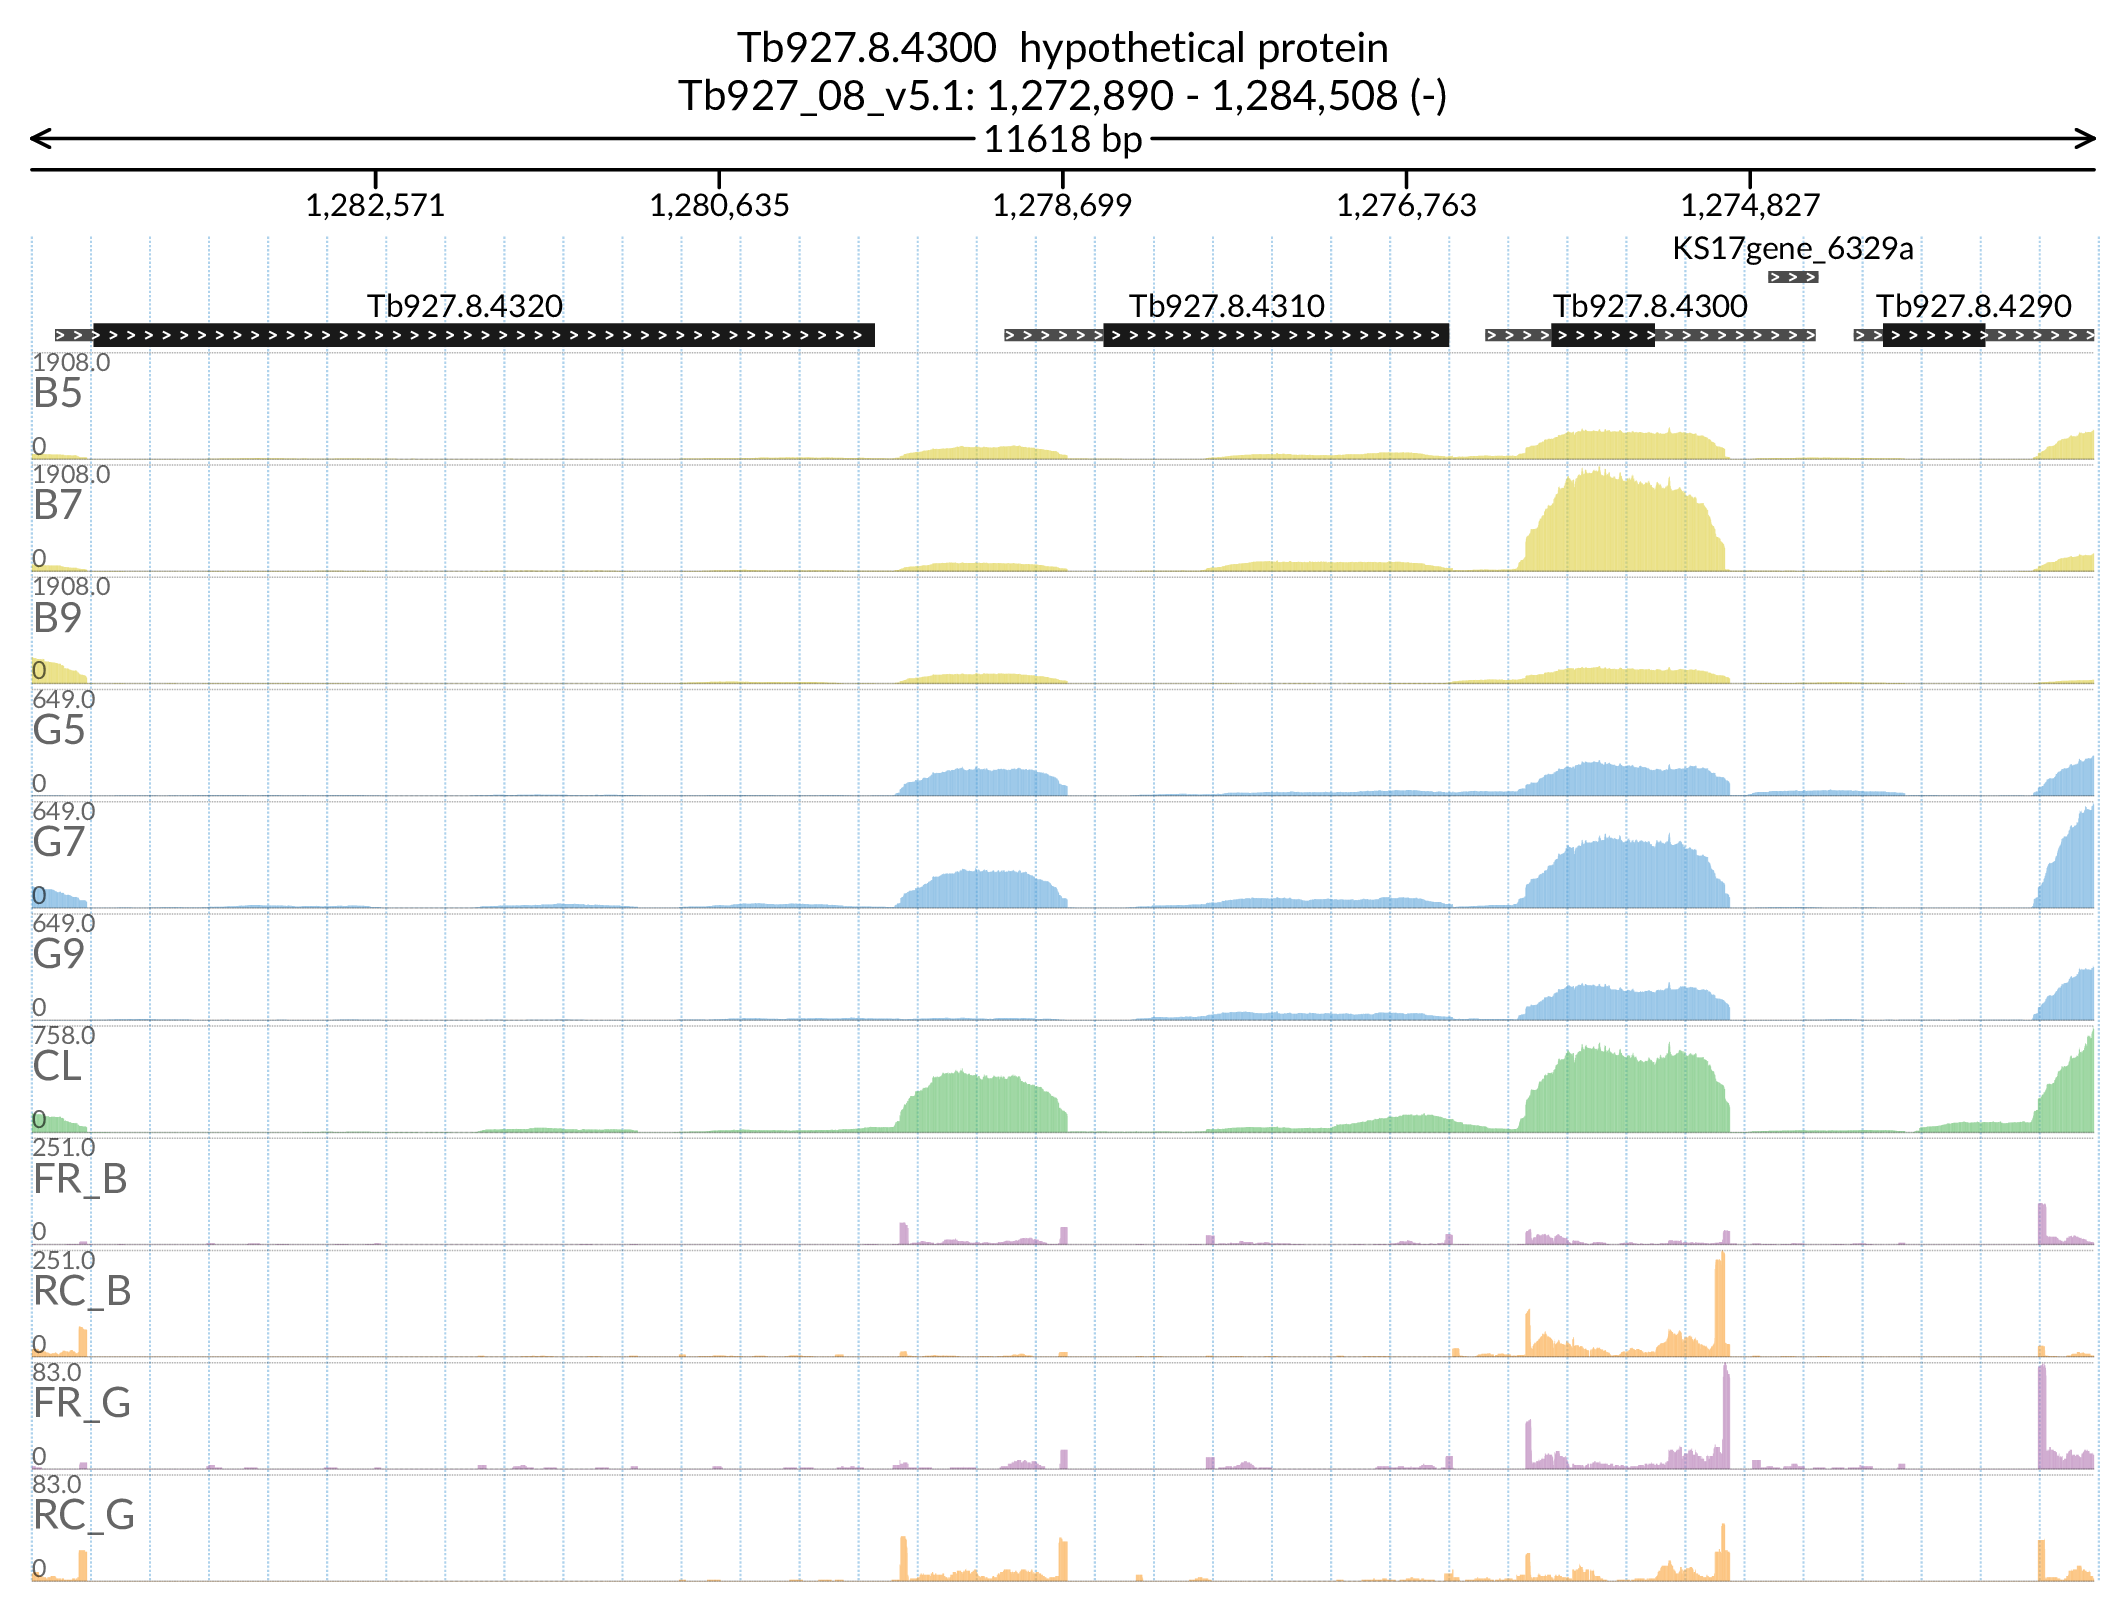 Tb927.8.4300  hypothetical protein
Tb927_08_v5.1: 1,272,890 - 1,284,508 (-)
11618 bp
1,282,571 1,280,635 1,278,699 1,276,763 1,274,827
KS17gene_6329a
Tb927.8.4320 Tb927.8.4310 Tb927.8.4300 Tb927.8.4290
1908.0
B5
0
1908.0
B7
0
1908.0
B9
0
649.0
G5
0
649.0
G7
0
649.0
G9
0
758.0
CL
0
251.0
FR_B
0
251.0
RC_B
0
83.0
FR_G
0
83.0
RC_G
0